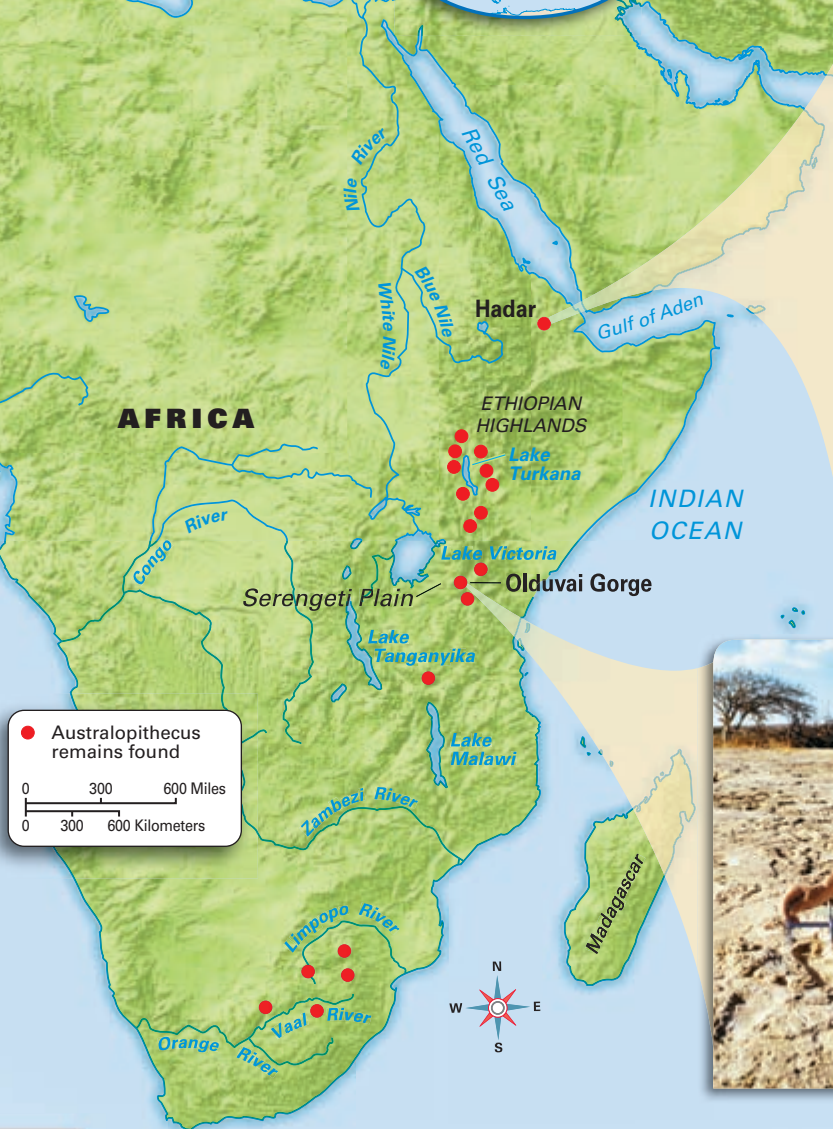 Nile River
Red Sea
White Nile
Blue Nile
Hadar
Gulf of Aden
AFRICA
ETHIOPIAN
HIGHLANDS
Lake
Turkana
INDIAN
OCEAN
Congo River
Lake Victoria
Olduvai Gorge
Serengeti Plain
Lake
Tanganyika
Australopithecus
remains found
0 300 600 Miles
0 300 600 Kilometers
Lake
Malawi
Zambezi River
Madagascar
Limpopo River
N
W E
S
Vaal River
Orange River